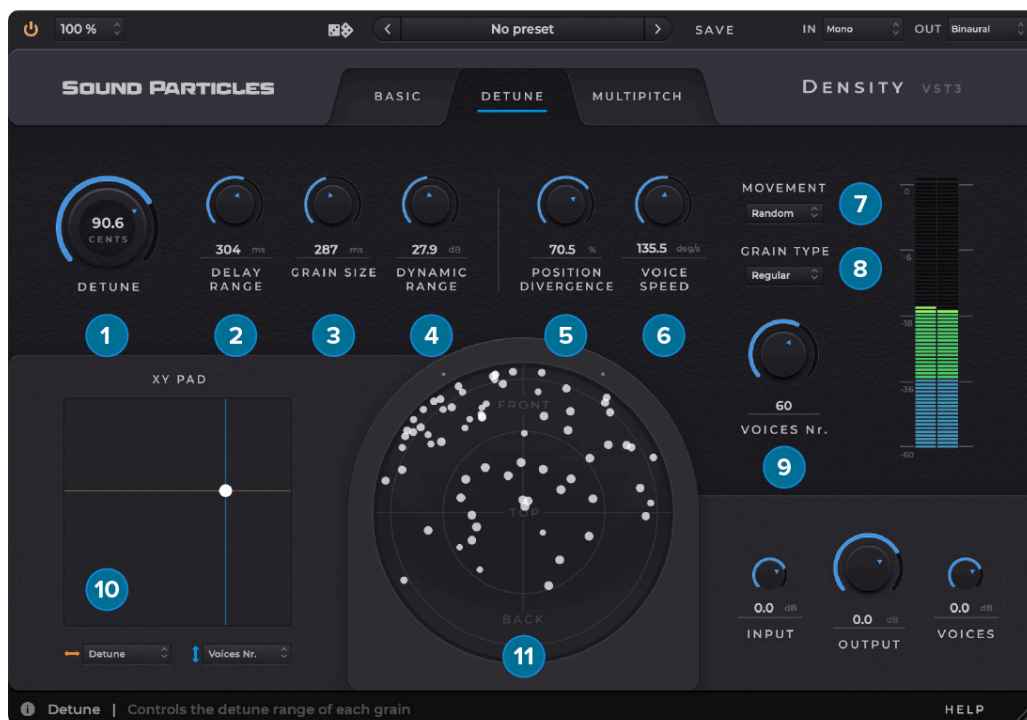 100 %
No preset
SAVE
IN Mono
OUT Binaural
SOUND PARTICLES
BASIC
DETUNE
MULTIPITCH
DENSITY VST3
90.6
CENTS
DETUNE
304 ms
DELAY
RANGE
287 ms
GRAIN SIZE
27.9 dB
DYNAMIC
RANGE
70.5 %
POSITION
DIVERGENCE
135.5 deg/s
VOICE
SPEED
MOVEMENT
Random
GRAIN TYPE
Regular
7
8
0
-6
-18
-36
-60
1
2
3
4
5
6
60
VOICES Nr.
9
XY PAD
10
Detune
Voices Nr.
FRONT
TOP
BACK
11
0.0 dB
INPUT
0.0 dB
OUTPUT
0.0 dB
VOICES
Detune | Controls the detune range of each grain
HELP